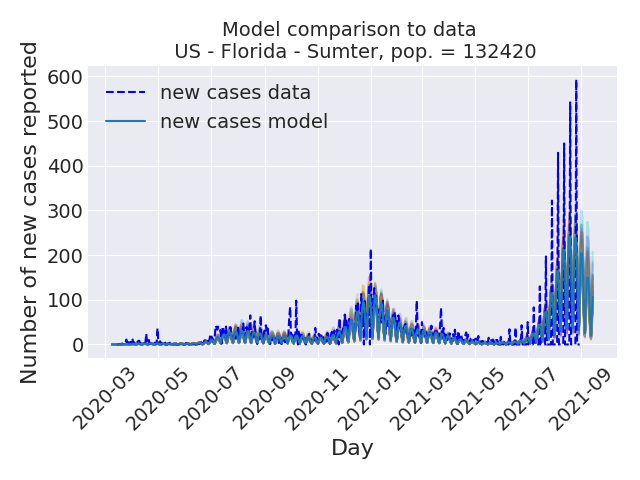 Model comparison to data
US - Florida - Sumter, pop. = 132420
Number of new cases reported
600
500
400
300
200
100
0
new cases data
new cases model
2020-03
2020-05
2020-07
2020-09
2020-11
2021-01
2021-03
2021-05
2021-07
2021-09
Day